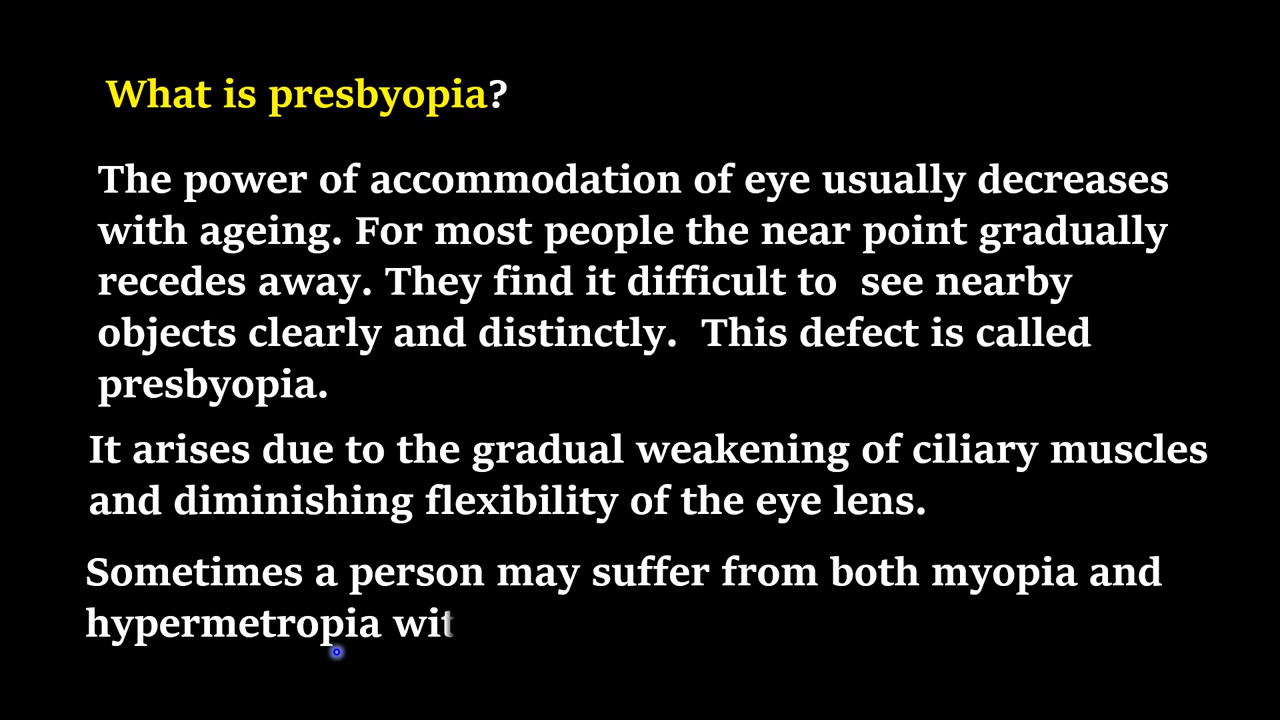 What is presbyopia?
The power of accommodation of eye usually decreases
with ageing. For most people the near point gradually
recedes away. They find it difficult to see nearby
objects clearly and distinctly. This defect is called
presbyopia.
It arises due to the gradual weakening of ciliary muscles
and diminishing flexibility of the eye lens.
Sometimes a person may suffer from both myopia and
hypermetropia wit